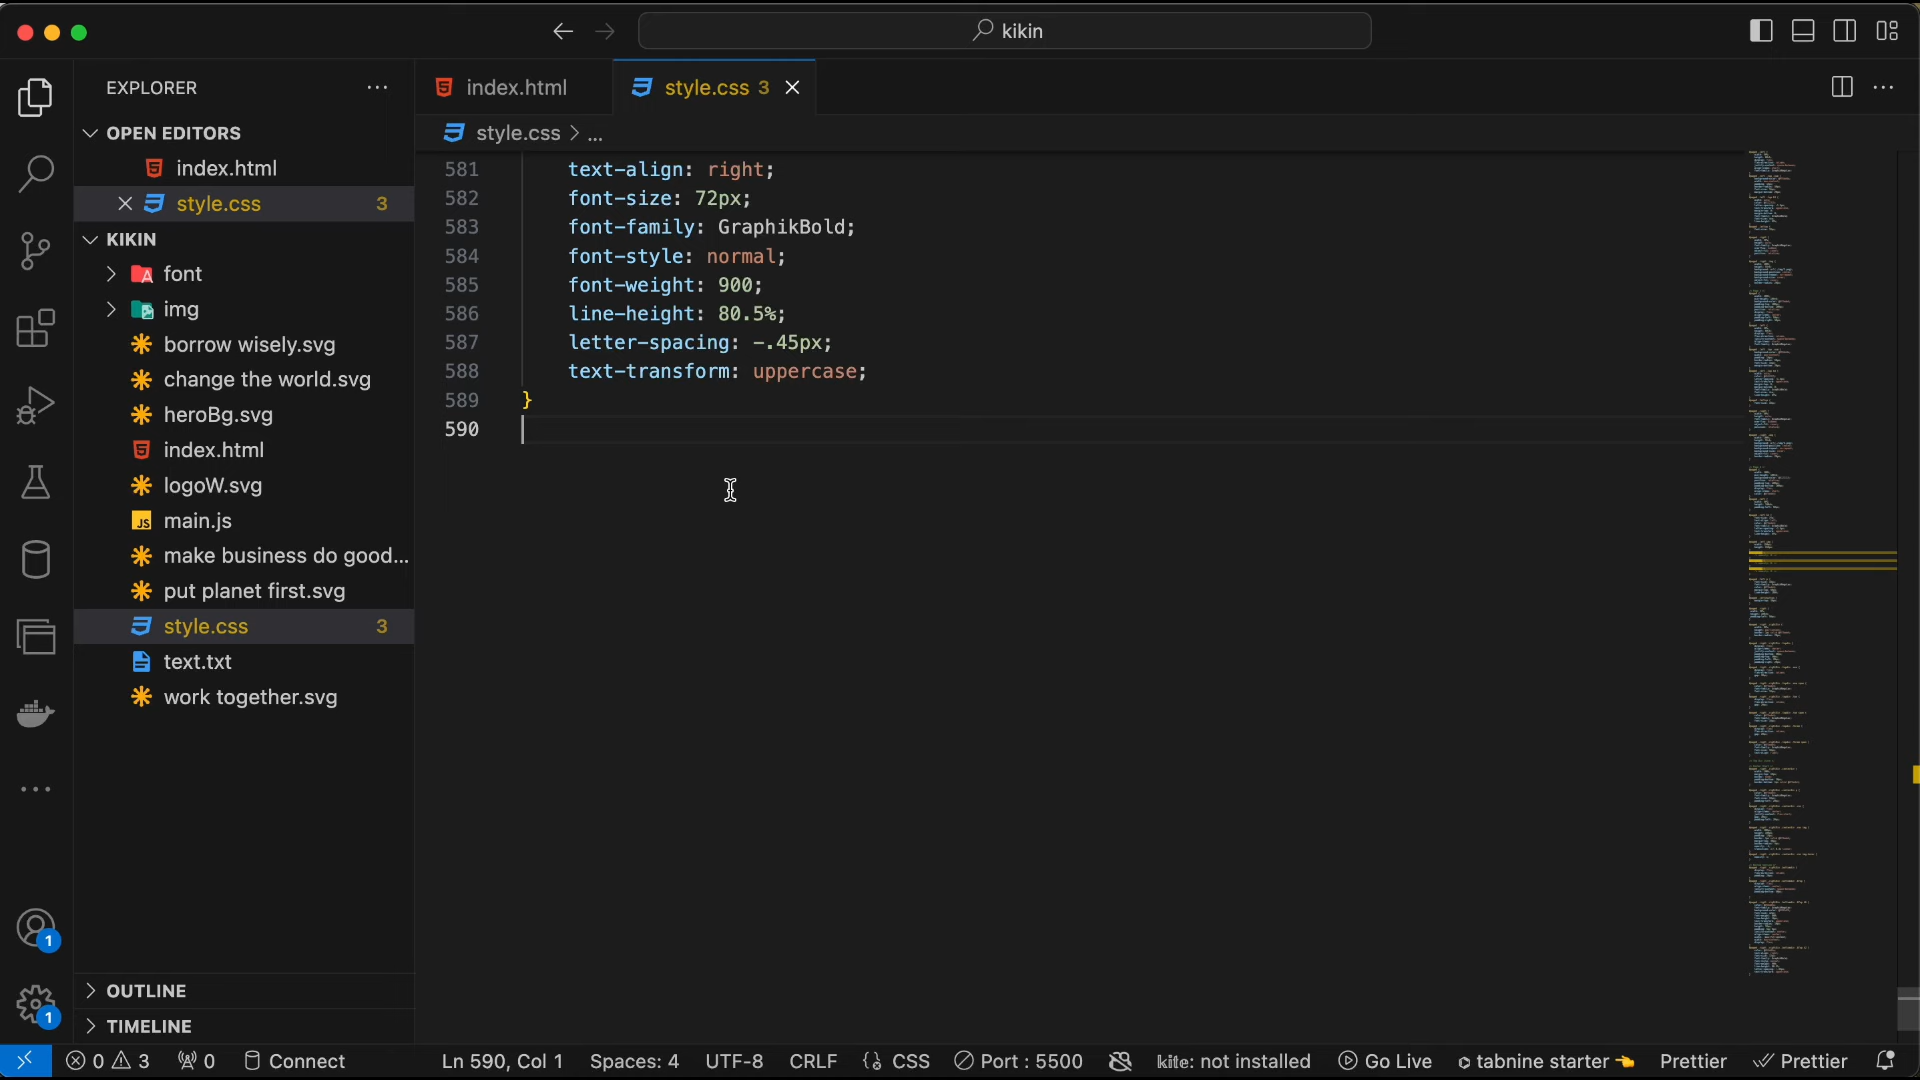 kikin
EXPLORER
OPEN EDITORS
index.html
style.css 3
KIKIN
font
img
borrow wisely.svg
change the world.svg
heroBg.svg
index.html
logoW.svg
main.js
make business do good...
put planet first.svg
style.css 3
text.txt
work together.svg
OUTLINE
TIMELINE
index.html
style.css 3
style.css > ...
581 text-align: right;
582 font-size: 72px;
583 font-family: GraphikBold;
584 font-style: normal;
585 font-weight: 900;
586 line-height: 80.5%;
587 letter-spacing: -.45px;
588 text-transform: uppercase;
589 }
590
1
1
0 3 0 Connect Ln 590, Col 1 Spaces: 4 UTF-8 CRLF {} CSS Port : 5500 kite: not installed Go Live tabnine starter Prettier Prettier